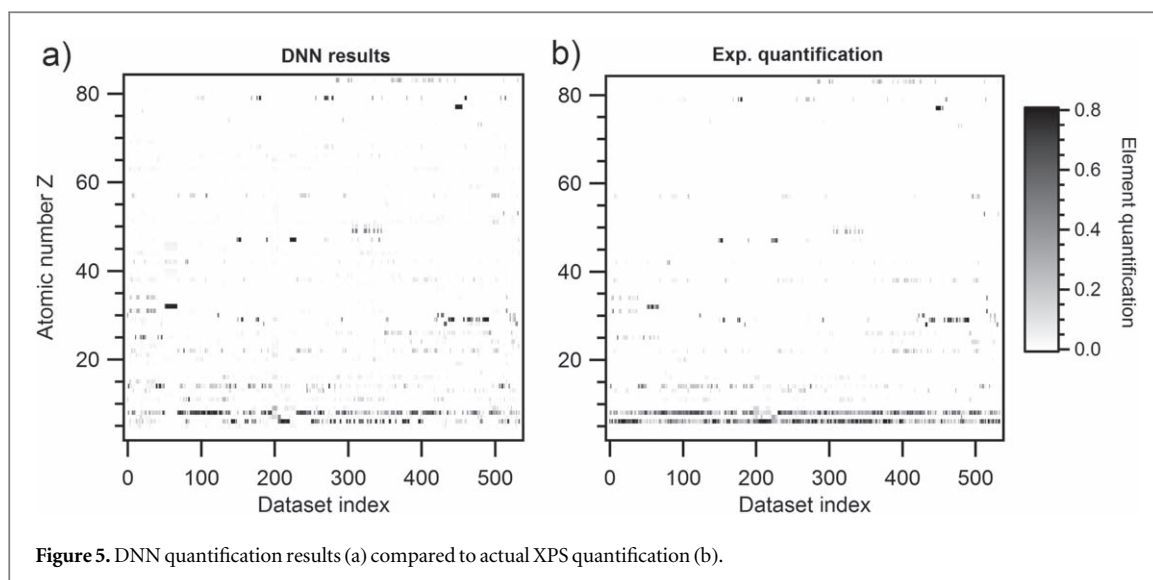 a)
DNN results
b)
Exp. quantification
80
60
40
20
Atomic number Z
0 100 200 300 400 500
Dataset index
80
60
40
20
0 100 200 300 400 500
Dataset index
0.8
0.6
0.4
0.2
0.0
Element quantification
Figure 5. DNN quantification results (a) compared to actual XPS quantification (b).